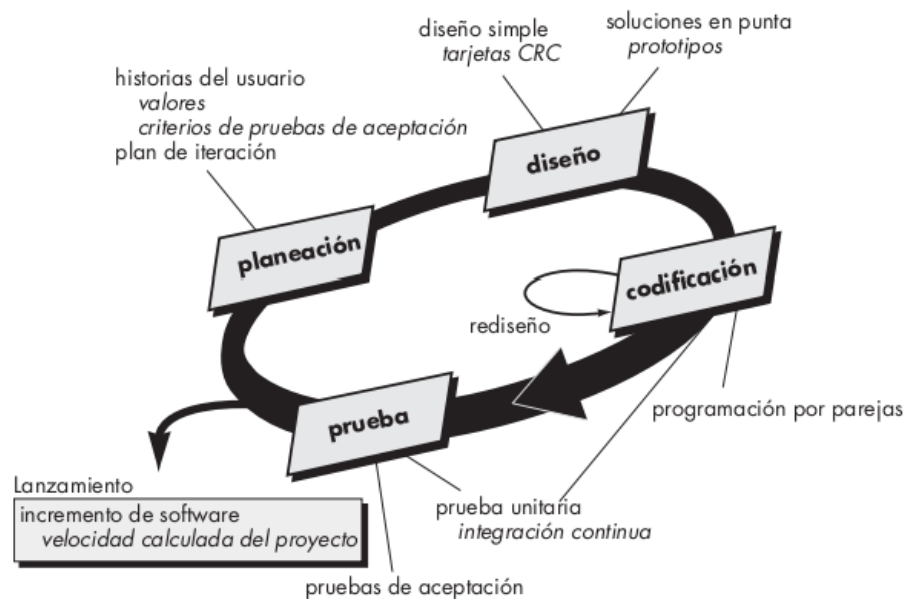 diseño simple
tarjetas CRC
soluciones en punta
prototipos
historias del usuario
valores
criterios de pruebas de aceptación
plan de iteración
diseño
planeación
codificación
rediseño
programación por parejas
prueba
Lanzamiento
incremento de software
velocidad calculada del proyecto
prueba unitaria
integración continua
pruebas de aceptación